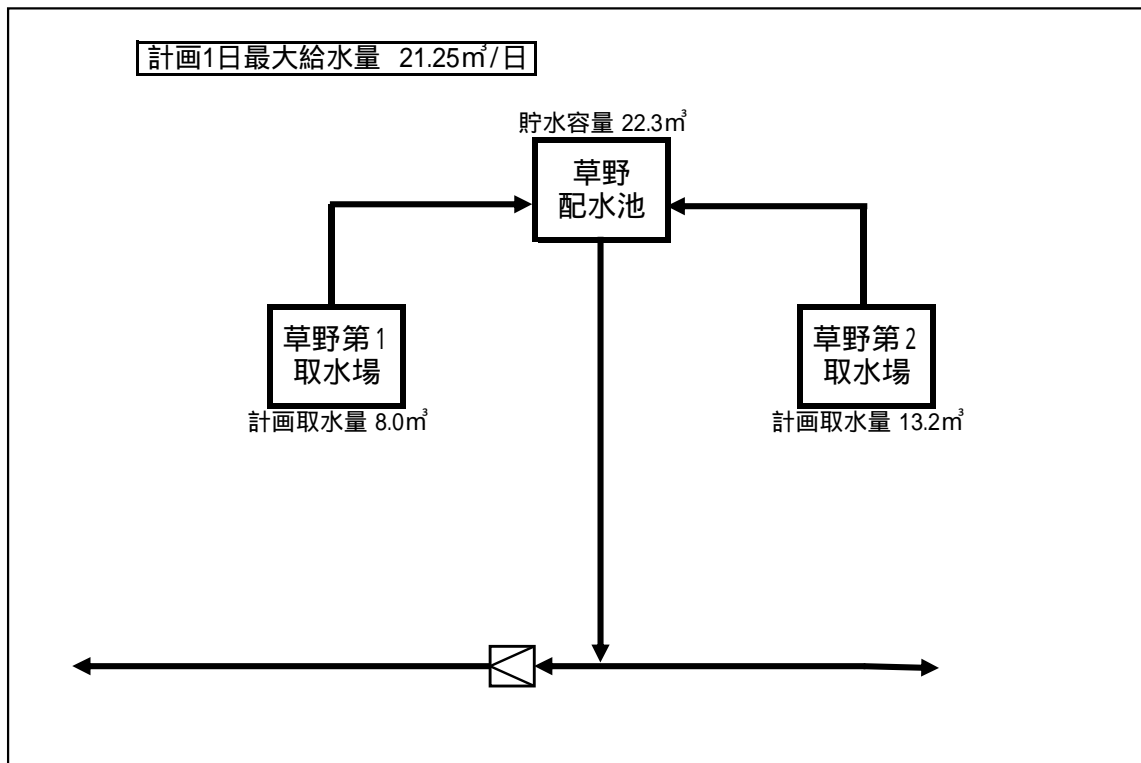 計画1日最大給水量 21.25㎥/日
貯水容量 22.3㎥
草野
配水池
草野第1
取水場
計画取水量 8.0㎥
草野第2
取水場
計画取水量 13.2㎥